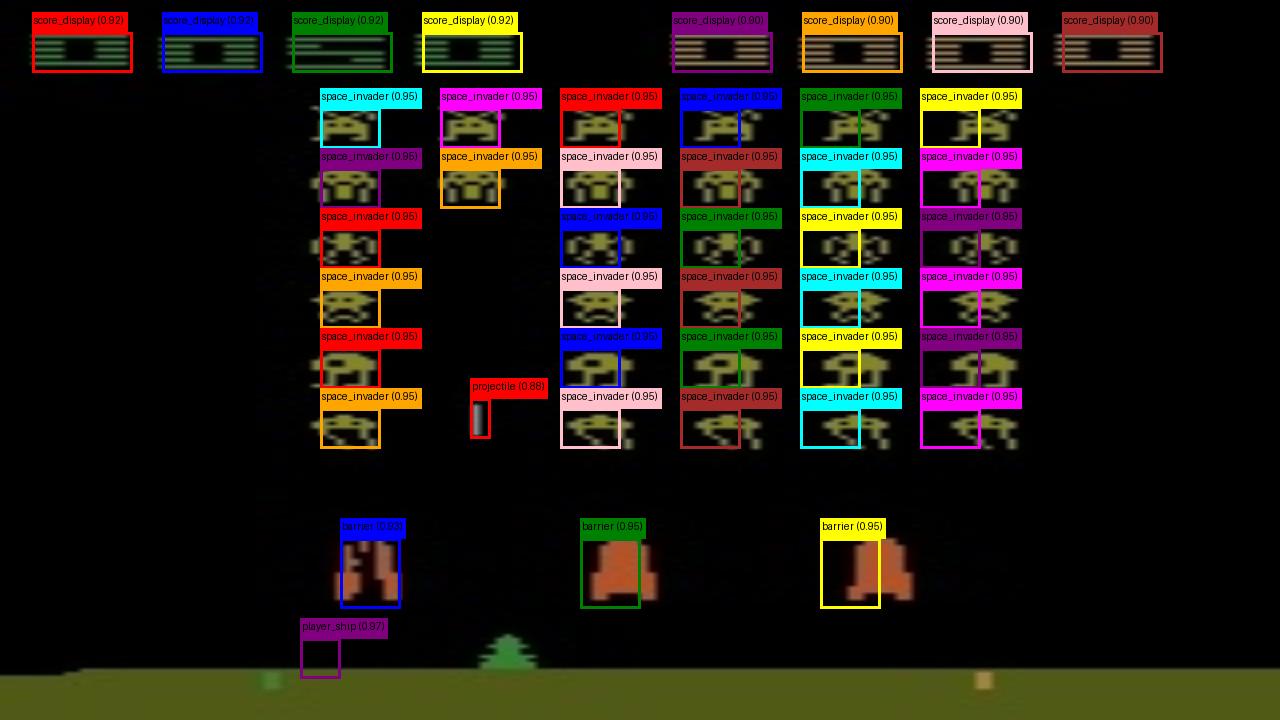 score_display (0.92) score_display (0.92) score_display (0.92) score_display (0.92) score_display (0.90) score_display (0.90) score_display (0.90) score_display (0.90)
space_invader (0.95) space_invader (0.95) space_invader (0.95) space_invader (0.95) space_invader (0.95) space_invader (0.95)
space_invader (0.95) space_invader (0.95) space_invader (0.95) space_invader (0.95) space_invader (0.95) space_invader (0.95)
space_invader (0.95) space_invader (0.95) space_invader (0.95) space_invader (0.95) space_invader (0.95)
space_invader (0.95) space_invader (0.95) space_invader (0.95) space_invader (0.95) space_invader (0.95)
space_invader (0.95) space_invader (0.95) space_invader (0.95) space_invader (0.95) space_invader (0.95)
projectile (0.88)
space_invader (0.95) space_invader (0.95) space_invader (0.95) space_invader (0.95) space_invader (0.95)
barrier (0.93) barrier (0.95) barrier (0.95)
player_ship (0.97)